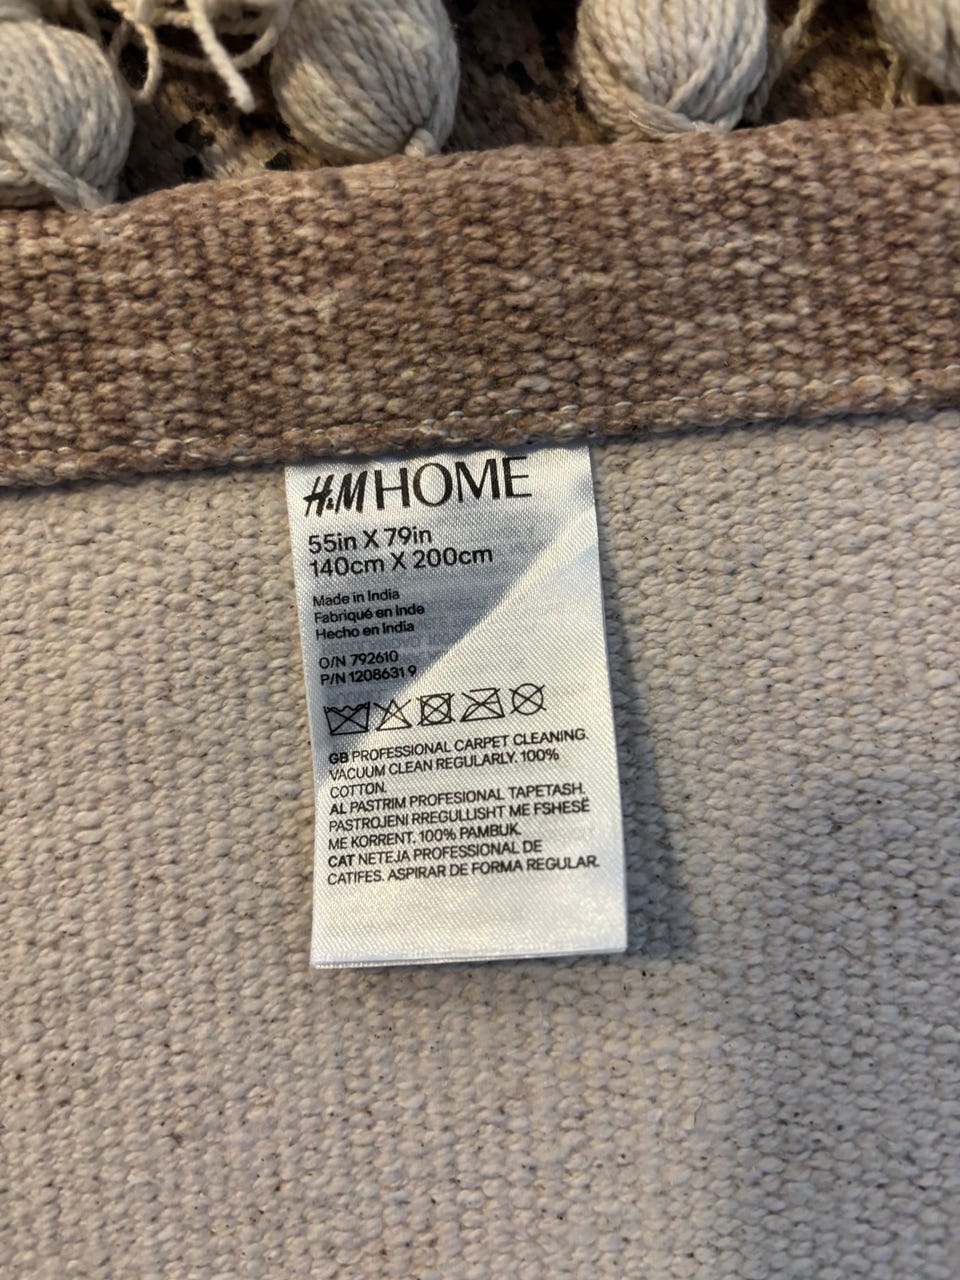 H&M HOME
55in X 79in
140cm X 200cm
Made in India
Fabriqué en Inde
Hecho en India
O/N 792610
P/N 1208631 9
GB PROFESSIONAL CARPET CLEANING.
VACUUM CLEAN REGULARLY. 100%
COTTON.
AL PASTRIM PROFESIONAL TAPETASH.
PASTROJENI RREGULLISHT ME FSHESË
ME KORRENT. 100% PAMBUK.
CAT NETEJA PROFESSIONAL DE
CATIFES. ASPIRAR DE FORMA REGULAR.